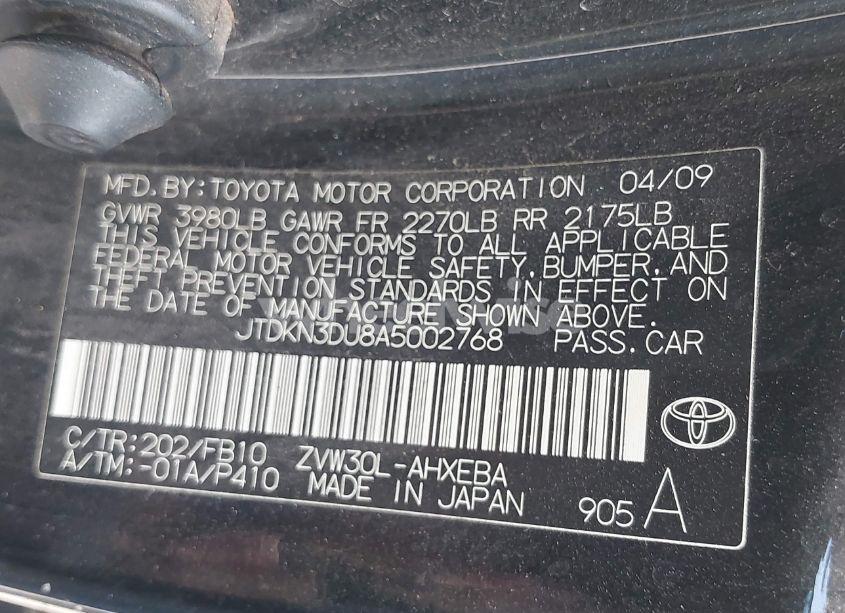 MFD.BY:TOYOTA MOTOR CORPORATION 04/09
GVWR 3980LB GAWR FR 2270LB RR 2175LB
THIS VEHICLE CONFORMS TO ALL APPLICABLE
FEDERAL MOTOR VEHICLE SAFETY,BUMPER,AND
THEFT PREVENTION STANDARDS IN EFFECT ON
THE DATE OF MANUFACTURE SHOWN ABOVE.
JTDKN3DU8A5002768 PASS.CAR
C/TR:202/FB10 ZVW30L-AHXEBA
A/TM:-01A/P410 MADE IN JAPAN
905 A